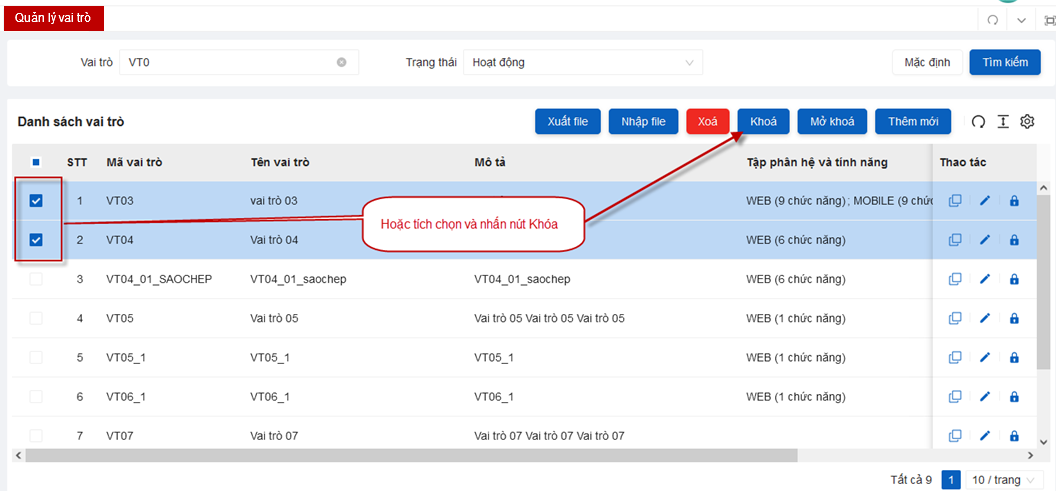 Quản lý vai trò
Vai trò VT0 Trạng thái Hoạt động Mặc định Tìm kiếm
Danh sách vai trò Xuất file Nhập file Xoá Khoá Mở khoá Thêm mới
STT Mã vai trò Tên vai trò Mô tả Tập phân hệ và tính năng Thao tác
1 VT03 vai trò 03 WEB (9 chức năng) ; MOBILE (9 chức
2 VT04 Vai trò 04 WEB (6 chức năng)
Hoặc tích chọn và nhấn nút Khóa
3 VT04_01_SAOCHEP VT04_01_saochep VT04_01_saochep WEB (6 chức năng)
4 VT05 Vai trò 05 Vai trò 05 Vai trò 05 Vai trò 05 WEB (1 chức năng)
5 VT05_1 VT05_1 VT05_1 WEB (1 chức năng)
6 VT06_1 VT06_1 VT06_1 WEB (1 chức năng)
7 VT07 Vai trò 07 Vai trò 07 Vai trò 07 Vai trò 07
Tất cả 9 1 10 / trang